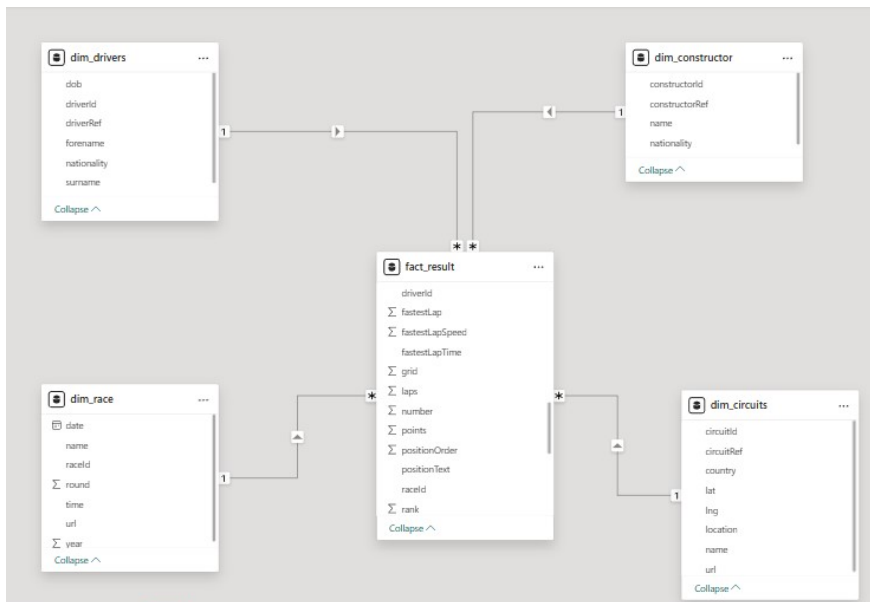 dim_drivers
dob
driverId
driverRef
forename
nationality
surname
Collapse
dim_constructor
constructorId
constructorRef
name
nationality
Collapse
1
1
* *
fact_result
driverId
fastestLap
fastestLapSpeed
fastestLapTime
grid
laps
number
points
positionOrder
positionText
raceId
rank
Collapse
*
*
dim_race
date
name
raceId
round
time
url
year
Collapse
1
dim_circuits
circuitId
circuitRef
country
lat
lng
location
name
url
Collapse
1